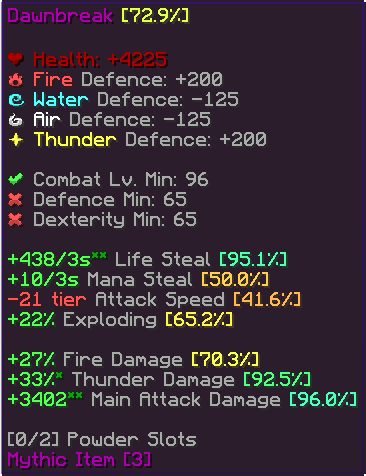 Dawnbreak [72.9%]
Health: +4225
Fire Defence: +200
Water Defence: -125
Air Defence: -125
Thunder Defence: +200
Combat Lv. Min: 96
Defence Min: 65
Dexterity Min: 65
+438/3s** Life Steal [95.1%]
+10/3s Mana Steal [50.0%]
-21 tier Attack Speed [41.6%]
+22% Exploding [65.2%]
+27% Fire Damage [70.3%]
+33%* Thunder Damage [92.5%]
+3402** Main Attack Damage [96.0%]
[0/2] Powder Slots
Mythic Item [3]